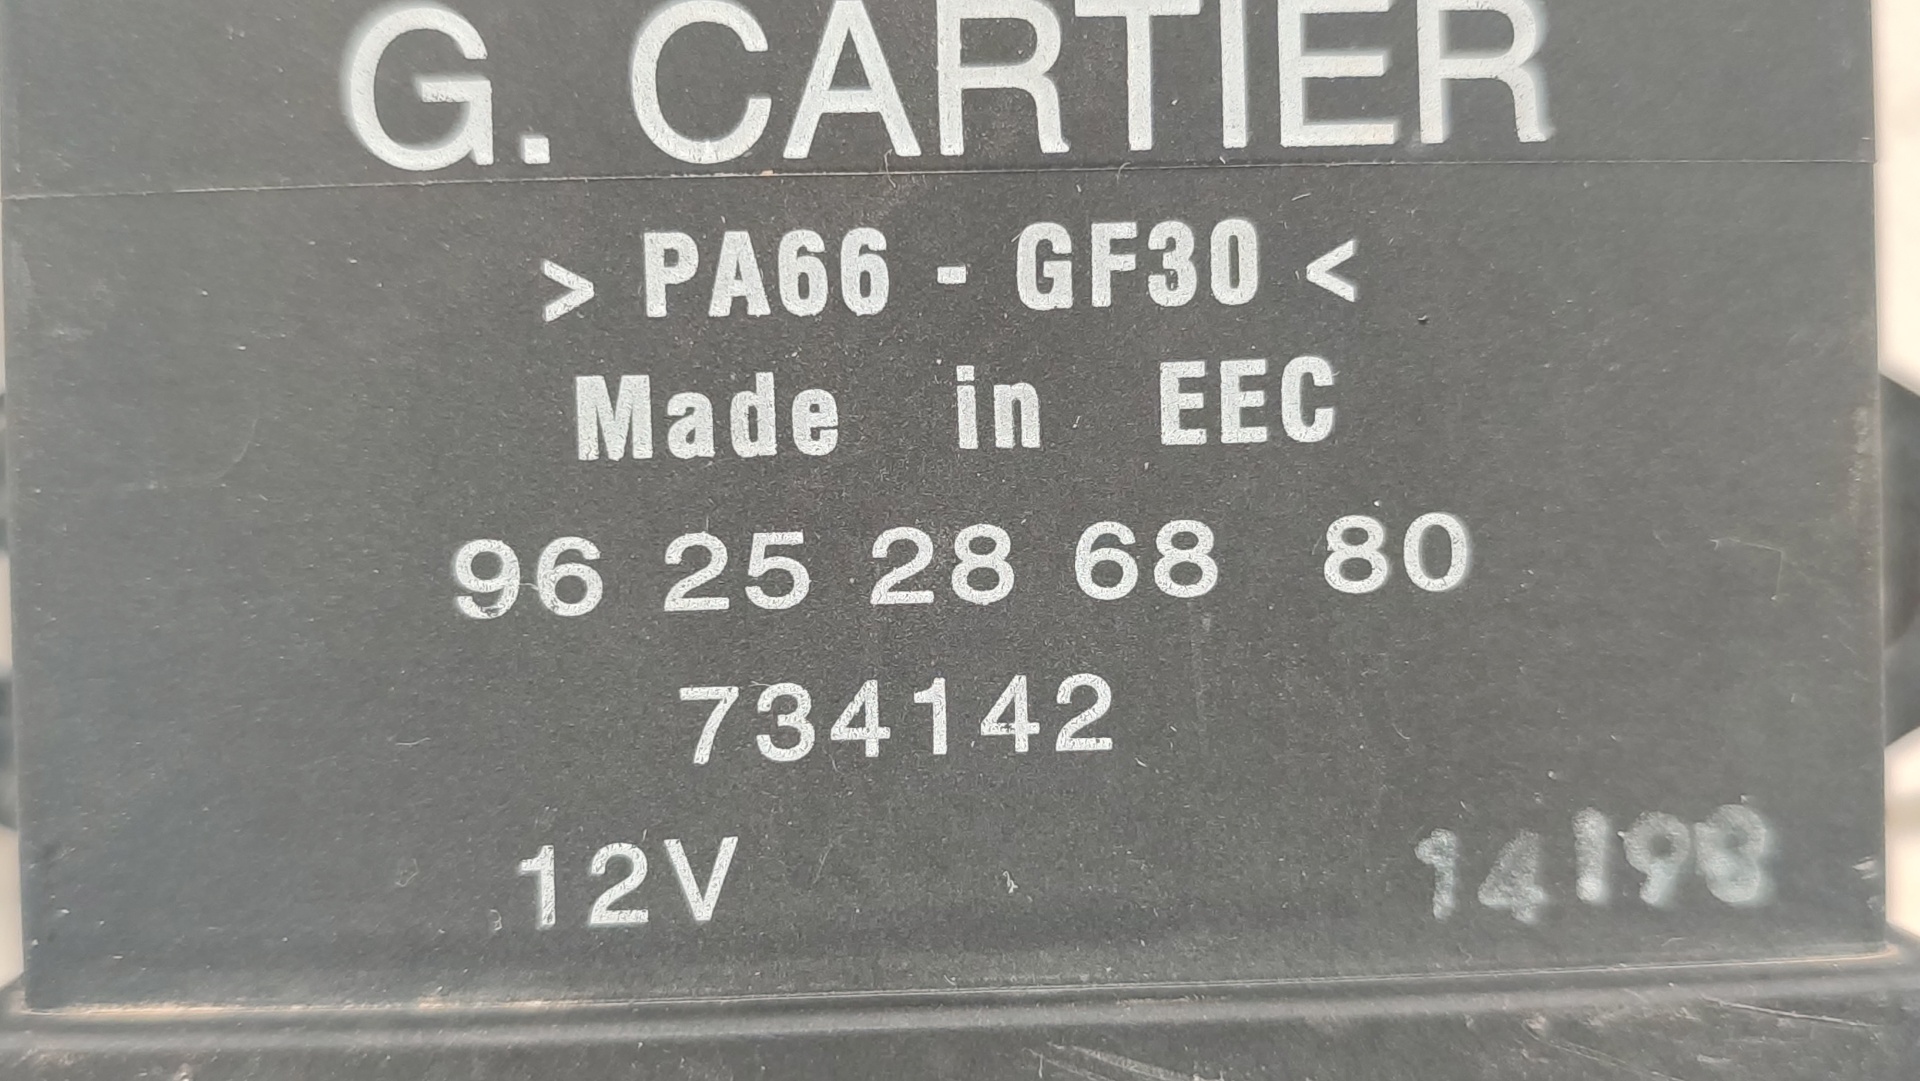 G. CARTIER
> PA66 - GF30 <
Made in EEC
96 25 28 68 80
734142
12V 14198